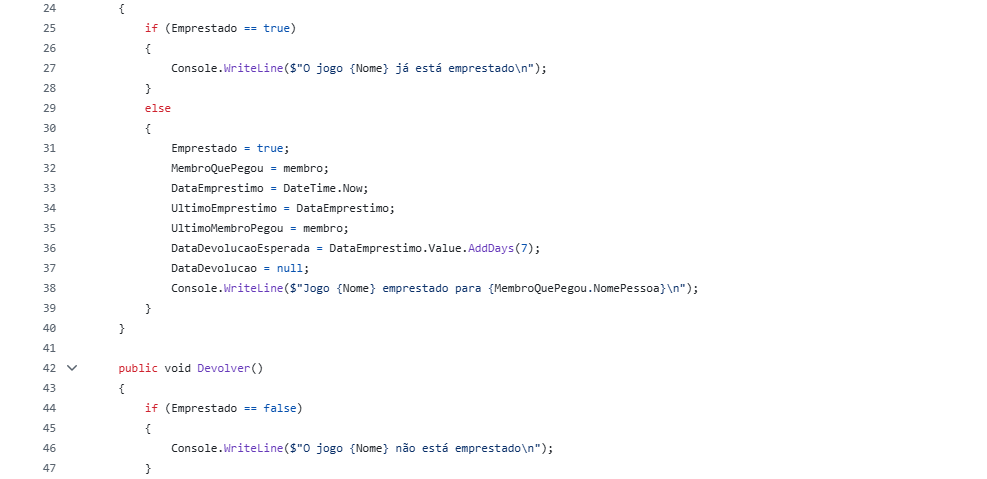 24 {
25 if (Emprestado == true)
26 {
27 Console.WriteLine($"O jogo {Nome} já está emprestado\n");
28 }
29 else
30 {
31 Emprestado = true;
32 MembroQuePegou = membro;
33 DataEmprestimo = DateTime.Now;
34 UltimoEmprestimo = DataEmprestimo;
35 UltimoMembroPegou = membro;
36 DataDevolucaoEsperada = DataEmprestimo.Value.AddDays(7);
37 DataDevolucao = null;
38 Console.WriteLine($"Jogo {Nome} emprestado para {MembroQuePegou.NomePessoa}\n");
39 }
40 }
41
42 public void Devolver()
43 {
44 if (Emprestado == false)
45 {
46 Console.WriteLine($"O jogo {Nome} não está emprestado\n");
47 }